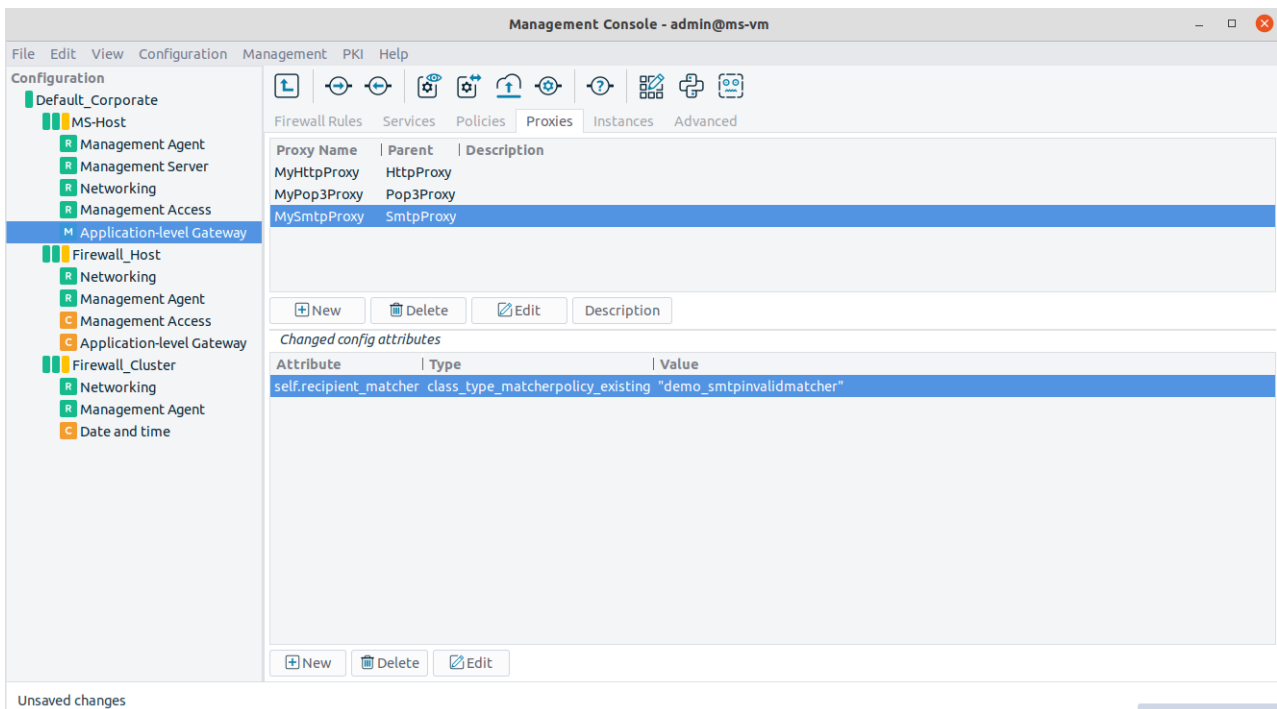 Management Console - admin@ms-vm
File Edit View Configuration Management PKI Help
Configuration
Default_Corporate
MS-Host
R Management Agent
R Management Server
R Networking
R Management Access
M Application-level Gateway
Firewall_Host
R Networking
R Management Agent
C Management Access
C Application-level Gateway
Firewall_Cluster
R Networking
R Management Agent
C Date and time
Firewall Rules Services Policies Proxies Instances Advanced
Proxy Name Parent Description
MyHttpProxy HttpProxy
MyPop3Proxy Pop3Proxy
MySmtpProxy SmtpProxy
New Delete Edit Description
Changed config attributes
Attribute Type Value
self.recipient_matcher class_type_matcherpolicy_existing "demo_smtpinvalidmatcher"
New Delete Edit
Unsaved changes